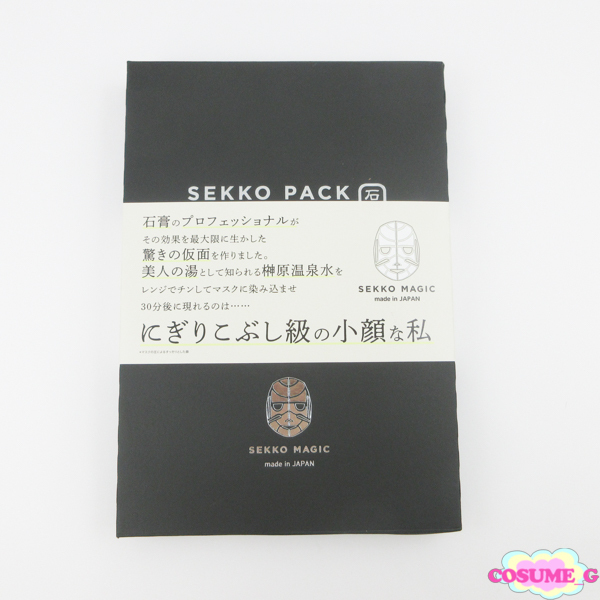 SEKKO PACK 石
石膏のプロフェッショナルが
その効果を最大限に生かした
驚きの仮面を作りました。
美人の湯として知られる榊原温泉水を
レンジでチンしてマスクに染み込ませ
30分後に現れるのは……
にぎりこぶし級の小顔な私
SEKKO MAGIC
made in JAPAN
SEKKO MAGIC
made in JAPAN
COSUME_G